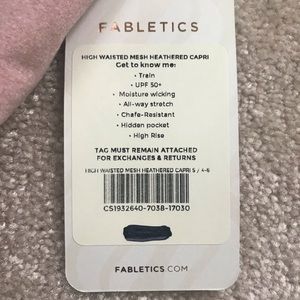 FABLETICS
HIGH WAISTED MESH HEATHERED CAPRI
Get to know me:
• Train
• UPF 50+
• Moisture wicking
• All-way stretch
• Chafe-Resistant
• Hidden pocket
• High Rise
TAG MUST REMAIN ATTACHED
FOR EXCHANGES & RETURNS
HIGH WAISTED MESH HEATHERED CAPRI S / 4-6
CS1932640-7038-17030
FABLETICS.COM